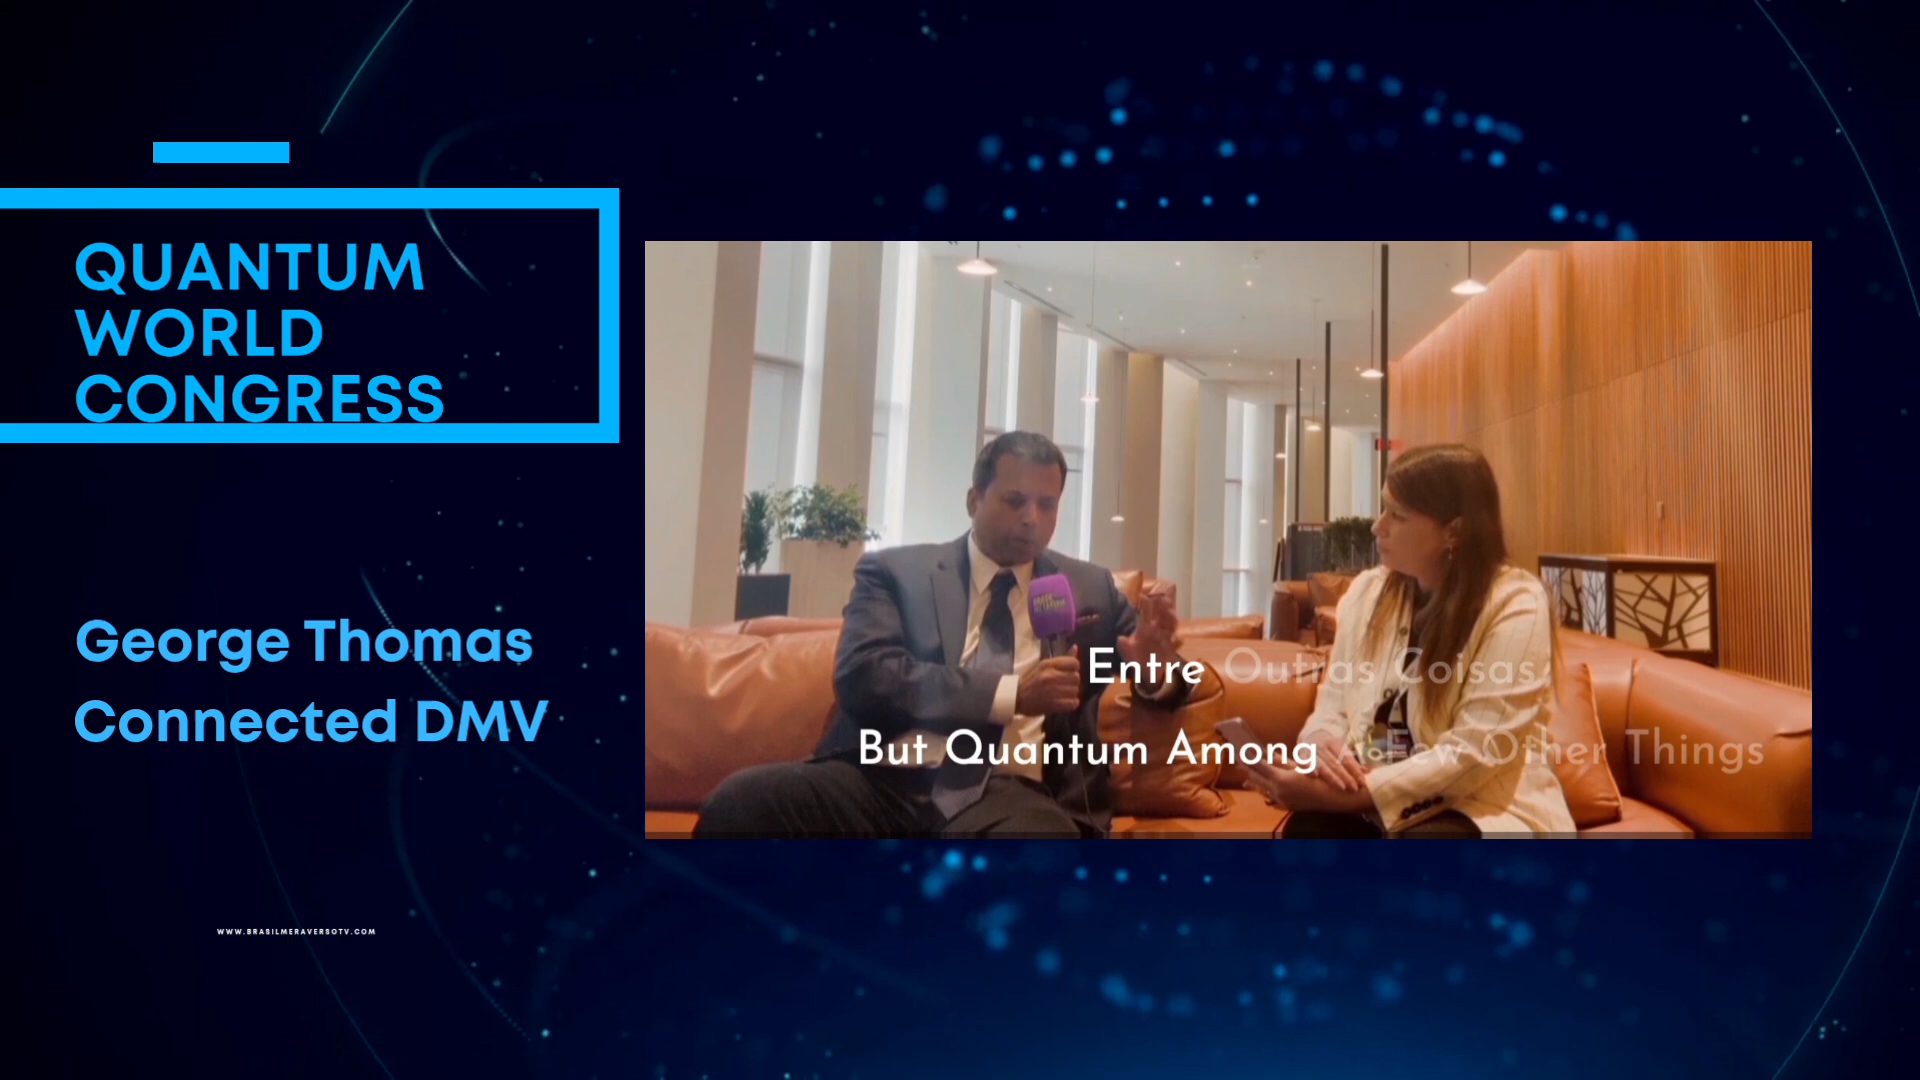 QUANTUM
WORLD
CONGRESS
George Thomas
Connected DMV
WWW.BRASILMERAVERSOTV.COM
Entre Outras Coisas
But Quantum Among A Few Other Things